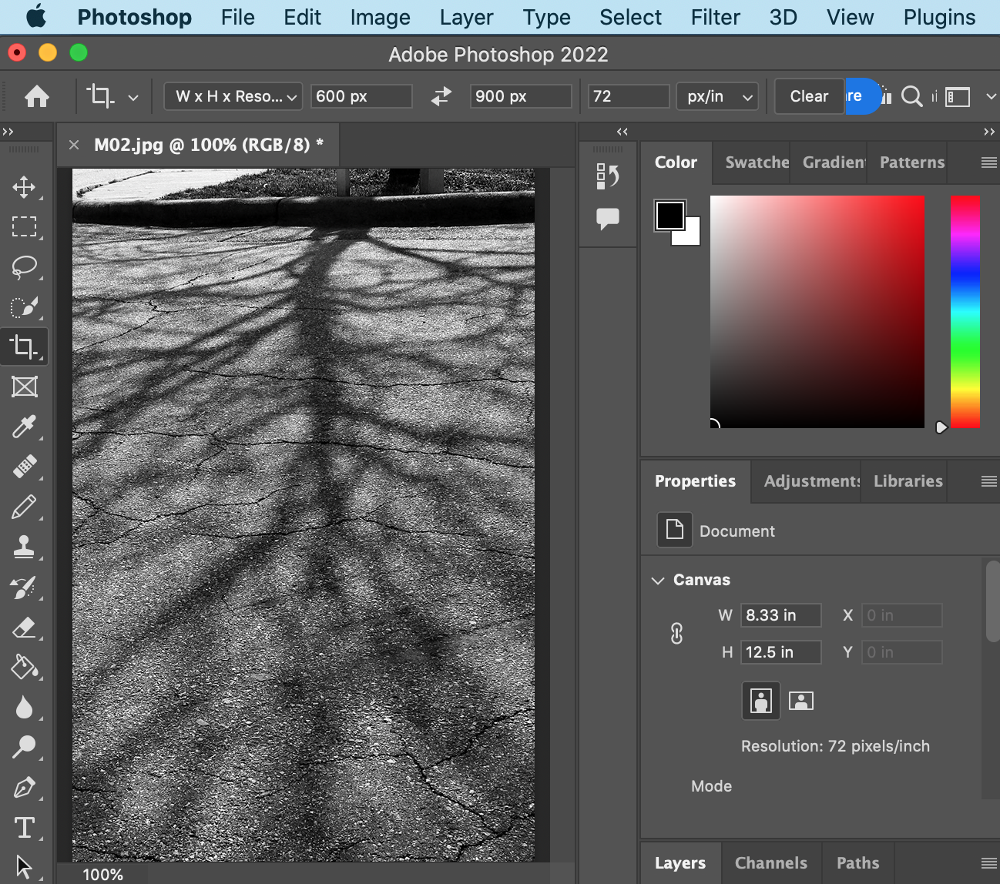 Photoshop File Edit Image Layer Type Select Filter 3D View Plugins
Adobe Photoshop 2022
W x H x Reso... 600 px 900 px 72 px/in Clear re
M02.jpg @ 100% (RGB/8) *
Color Swatche Gradien Patterns
Properties Adjustments Libraries
Document
Canvas
W 8.33 in X 0 in
H 12.5 in Y 0 in
Resolution: 72 pixels/inch
Mode
Layers Channels Paths
100%